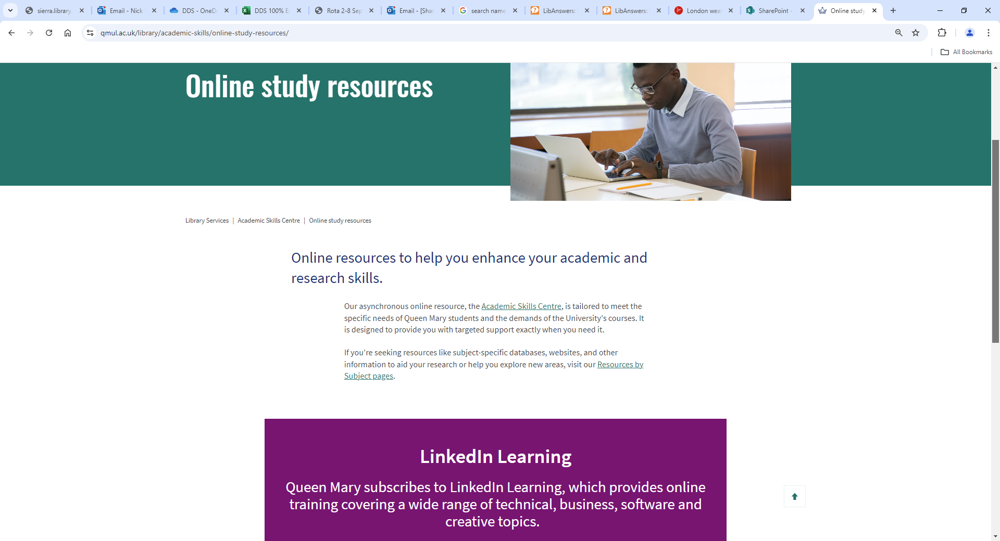 sierra.library.
Email - Nick
DDS - OneDr
DDS 100% E
Rota 2-8 Sep
Email - [Shar
search name
LibAnswers:
LibAnswers:
London wea
SharePoint -
Online study
qmul.ac.uk/library/academic-skills/online-study-resources/
All Bookmarks
Online study resources
Library Services | Academic Skills Centre | Online study resources
Online resources to help you enhance your academic and
research skills.
Our asynchronous online resource, the Academic Skills Centre, is tailored to meet the
specific needs of Queen Mary students and the demands of the University's courses. It
is designed to provide you with targeted support exactly when you need it.
If you're seeking resources like subject-specific databases, websites, and other
information to aid your research or help you explore new areas, visit our Resources by
Subject pages.
LinkedIn Learning
Queen Mary subscribes to LinkedIn Learning, which provides online
training covering a wide range of technical, business, software and
creative topics.